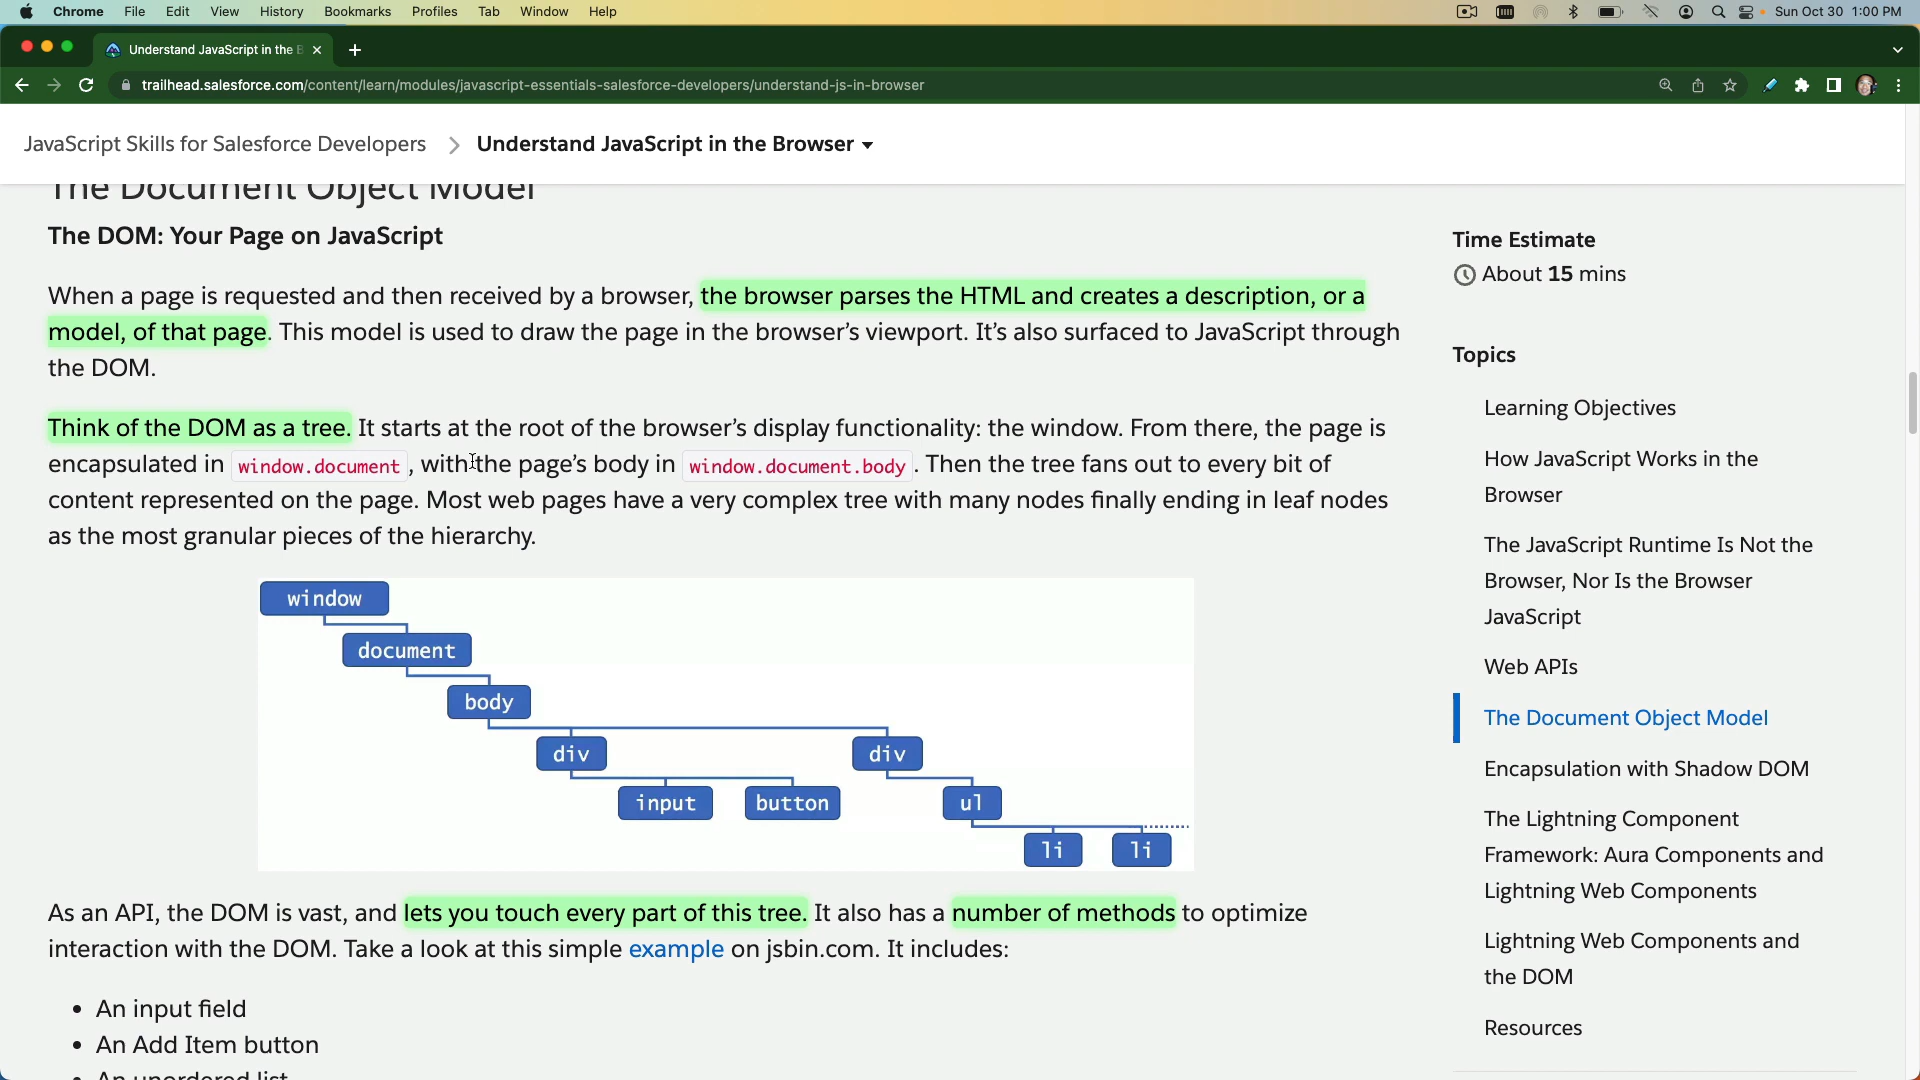 Chrome File Edit View History Bookmarks Profiles Tab Window Help Sun Oct 30 1:00 PM
Understand JavaScript in the B
trailhead.salesforce.com/content/learn/modules/javascript-essentials-salesforce-developers/understand-js-in-browser
JavaScript Skills for Salesforce Developers Understand JavaScript in the Browser
The Document Object Model
The DOM: Your Page on JavaScript
When a page is requested and then received by a browser, the browser parses the HTML and creates a description, or a
model, of that page. This model is used to draw the page in the browser’s viewport. It’s also surfaced to JavaScript through
the DOM.
Think of the DOM as a tree. It starts at the root of the browser’s display functionality: the window. From there, the page is
encapsulated in window.document , with the page’s body in window.document.body . Then the tree fans out to every bit of
content represented on the page. Most web pages have a very complex tree with many nodes finally ending in leaf nodes
as the most granular pieces of the hierarchy.
window
document
body
div div
input button ul
li li
As an API, the DOM is vast, and lets you touch every part of this tree. It also has a number of methods to optimize
interaction with the DOM. Take a look at this simple example on jsbin.com. It includes:
• An input field
• An Add Item button
• An unordered list
Time Estimate
About 15 mins
Topics
Learning Objectives
How JavaScript Works in the
Browser
The JavaScript Runtime Is Not the
Browser, Nor Is the Browser
JavaScript
Web APIs
The Document Object Model
Encapsulation with Shadow DOM
The Lightning Component
Framework: Aura Components and
Lightning Web Components
Lightning Web Components and
the DOM
Resources